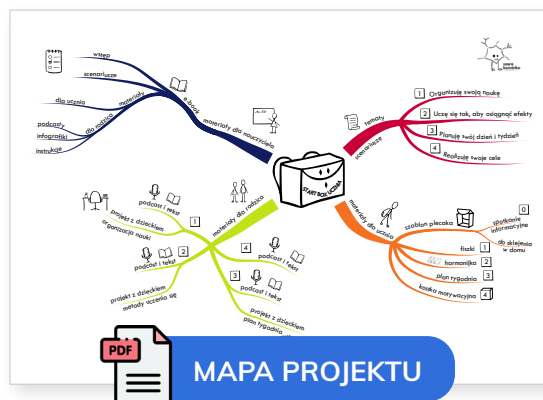 wstęp
scenariusze
e-book
dla ucznia
materiały
dla rodzica
podcasty
infografiki
instrukcje
materiały dla nauczyciela
tematy
scenariusze
1 Organizuję swoją naukę
2 Uczę się tak, aby osiągnąć efekty
3 Planuję swój dzień i tydzień
4 Realizuję swoje cele
START BOX UCZNIA
materiały dla rodzica
podcast i tekst
1
projekt z dzieckiem
organizacja nauki
podcast i tekst
2
projekt z dzieckiem
metody uczenia się
4
podcast i tekst
3
podcast i tekst
projekt z dzieckiem
plan tygodnia
materiały dla ucznia
szablon plecaka
0
spotkanie
informacyjne
do sklejenia
w domu
fiszki 1
harmonijka 2
plan tygodnia 3
kostka motywacyjna 4
PDF
MAPA PROJEKTU